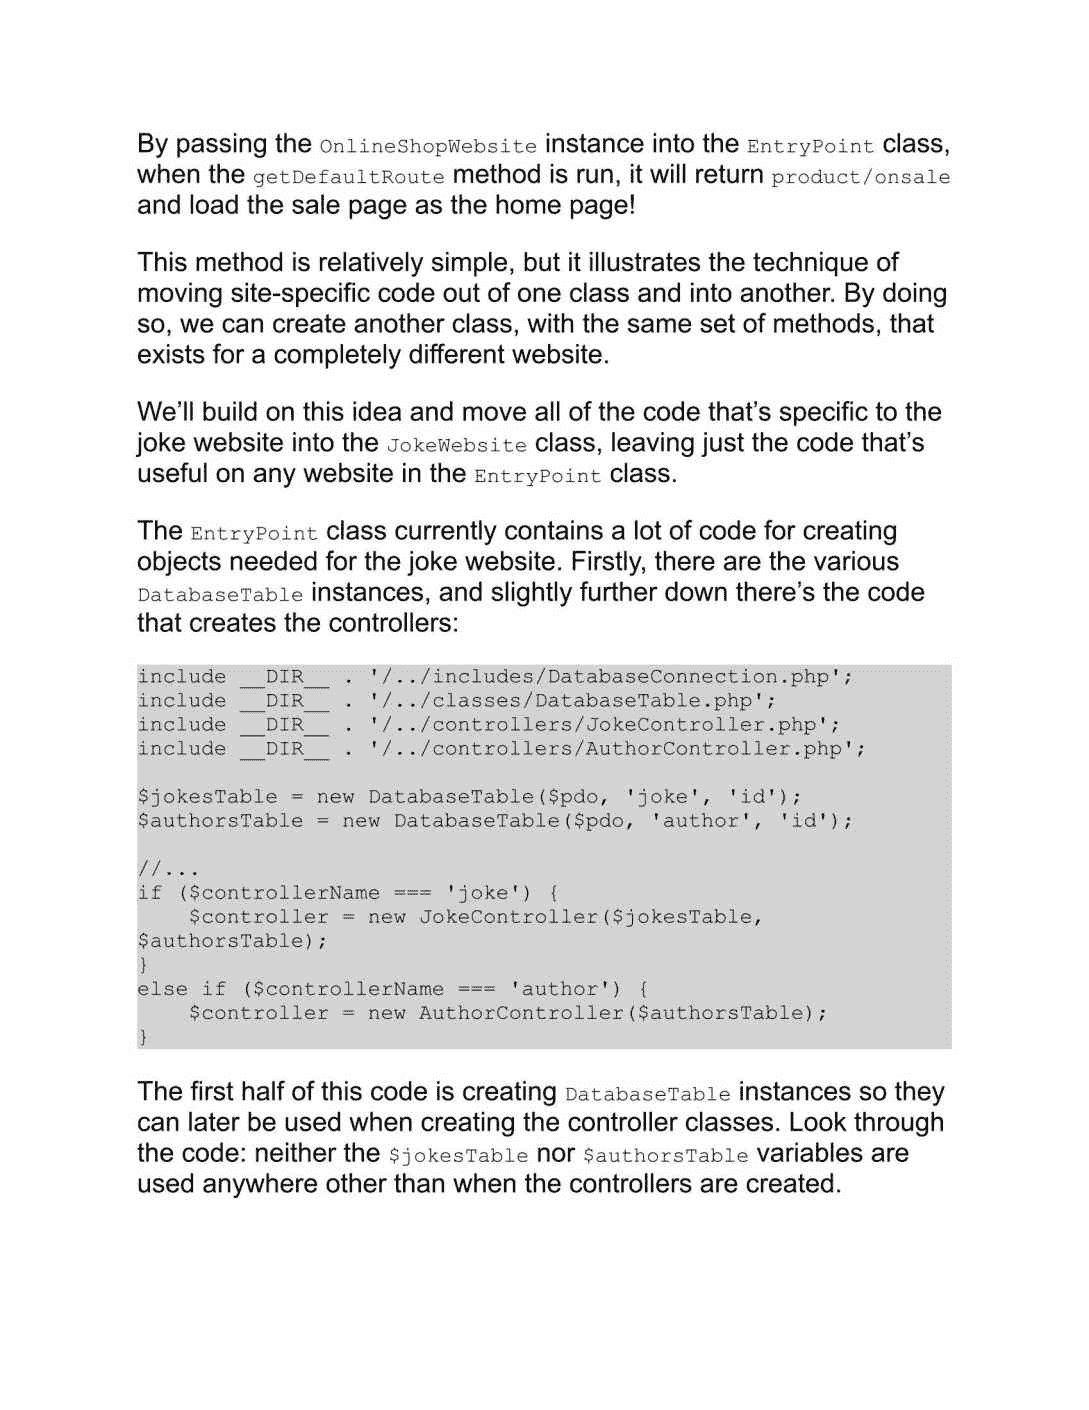 By passing the OnlineShopWebsite instance into the EntryPoint class,
when the getDefaultRoute method is run, it will return product/onsale
and load the sale page as the home page!
This method is relatively simple, but it illustrates the technique of
moving site-specific code out of one class and into another. By doing
so, we can create another class, with the same set of methods, that
exists for a completely different website.
We’ll build on this idea and move all of the code that’s specific to the
joke website into the JokeWebsite class, leaving just the code that’s
useful on any website in the EntryPoint class.
The EntryPoint class currently contains a lot of code for creating
objects needed for the joke website. Firstly, there are the various
DatabaseTable instances, and slightly further down there’s the code
that creates the controllers:
include __DIR__ . '/../includes/DatabaseConnection.php';
include __DIR__ . '/../classes/DatabaseTable.php';
include __DIR__ . '/../controllers/JokeController.php';
include __DIR__ . '/../controllers/AuthorController.php';
$jokesTable = new DatabaseTable($pdo, 'joke', 'id');
$authorsTable = new DatabaseTable($pdo, 'author', 'id');
//...
if ($controllerName === 'joke') {
    $controller = new JokeController($jokesTable,
$authorsTable);
}
else if ($controllerName === 'author') {
    $controller = new AuthorController($authorsTable);
}
The first half of this code is creating DatabaseTable instances so they
can later be used when creating the controller classes. Look through
the code: neither the $jokesTable nor $authorsTable variables are
used anywhere other than when the controllers are created.